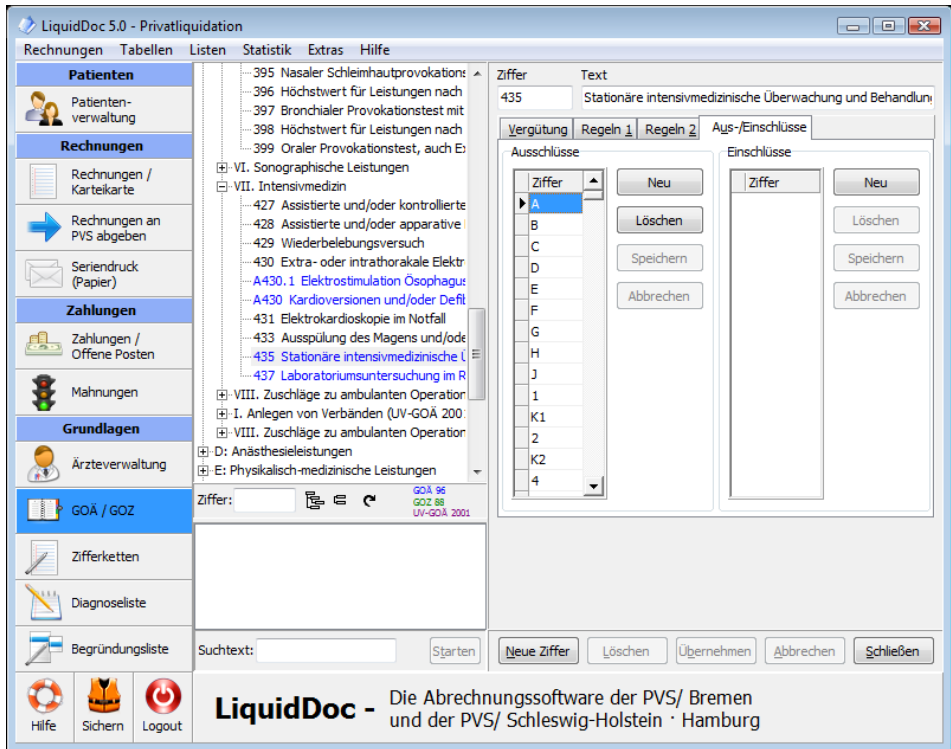 LiquidDoc 5.0 - Privatliquidation
Rechnungen Tabellen Listen Statistik Extras Hilfe
Patienten
Patienten-
verwaltung
Rechnungen
Rechnungen /
Karteikarte
Rechnungen an
PVS abgeben
Seriendruck
(Papier)
Zahlungen
Zahlungen /
Offene Posten
Mahnungen
Grundlagen
Ärzteverwaltung
GOÄ / GOZ
Zifferketten
Diagnoseliste
Begründungsliste
Hilfe Sichern Logout
395 Nasaler Schleimhautprovokations
396 Höchstwert für Leistungen nach
397 Bronchialer Provokationstest mit
398 Höchstwert für Leistungen nach
399 Oraler Provokationstest, auch Ex
VI. Sonographische Leistungen
VII. Intensivmedizin
427 Assistierte und/oder kontrollierte
428 Assistierte und/oder apparative
429 Wiederbelebungsversuch
430 Extra- oder intrathorakale Elektr
A430.1 Elektrostimulation Ösophagus
A430 Kardioversionen und/oder Defib
431 Elektrokardioskopie im Notfall
433 Ausspülung des Magens und/ode
435 Stationäre intensivmedizinische Ü
437 Laboratoriumsuntersuchung im R
VIII. Zuschläge zu ambulanten Operation
I. Anlegen von Verbänden (UV-GOÄ 200
VIII. Zuschläge zu ambulanten Operation
D: Anästhesieleistungen
E: Physikalisch-medizinische Leistungen
Ziffer:
GOÄ 96
GOZ 88
UV-GOÄ 2001
Suchtext: Starten
Ziffer Text
435 Stationäre intensivmedizinische Überwachung und Behandlun
Vergütung Regeln 1 Regeln 2 Aus-/Einschlüsse
Ausschlüsse
Ziffer
A
B
C
D
E
F
G
H
J
1
K1
2
K2
4
Neu
Löschen
Speichern
Abbrechen
Einschlüsse
Ziffer
Neu
Löschen
Speichern
Abbrechen
Neue Ziffer Löschen Übernehmen Abbrechen Schließen
LiquidDoc - Die Abrechnungssoftware der PVS/ Bremen
und der PVS/ Schleswig-Holstein · Hamburg